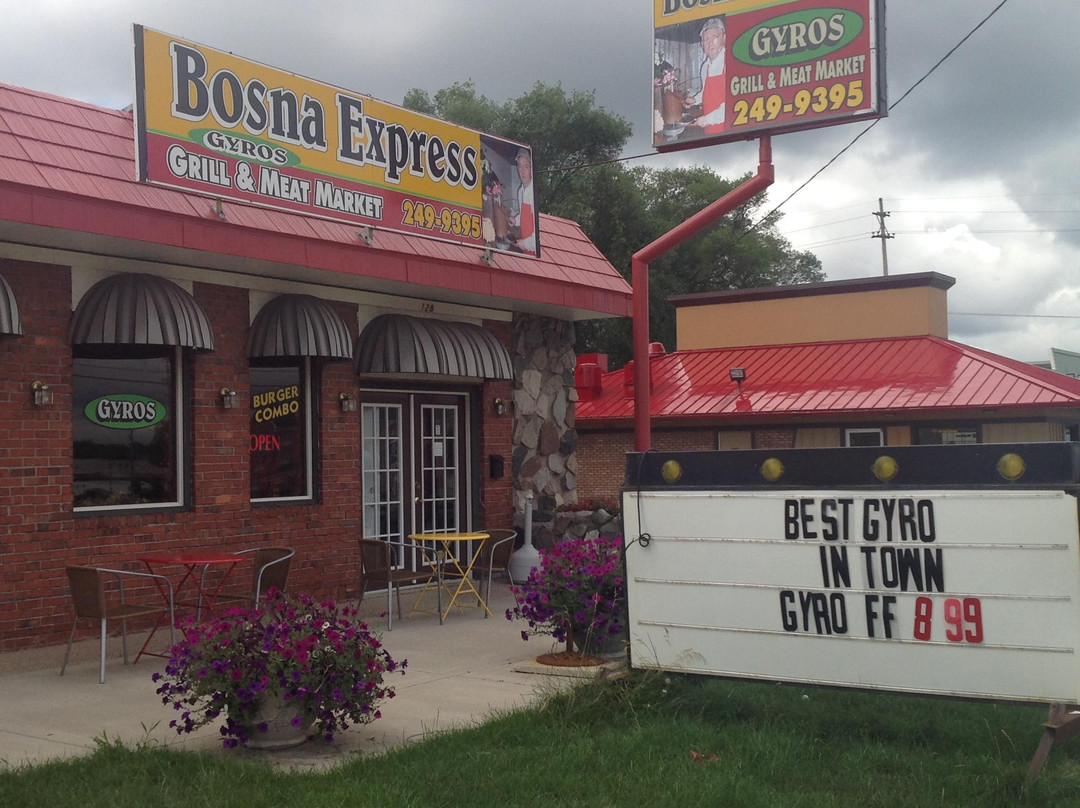 Bosna Express
GYROS
GRILL & MEAT MARKET
249-9395
GYROS
GRILL & MEAT MARKET
249-9395
128
GYROS
BURGER
COMBO
OPEN
BEST GYRO
IN TOWN
GYRO FF 8 99